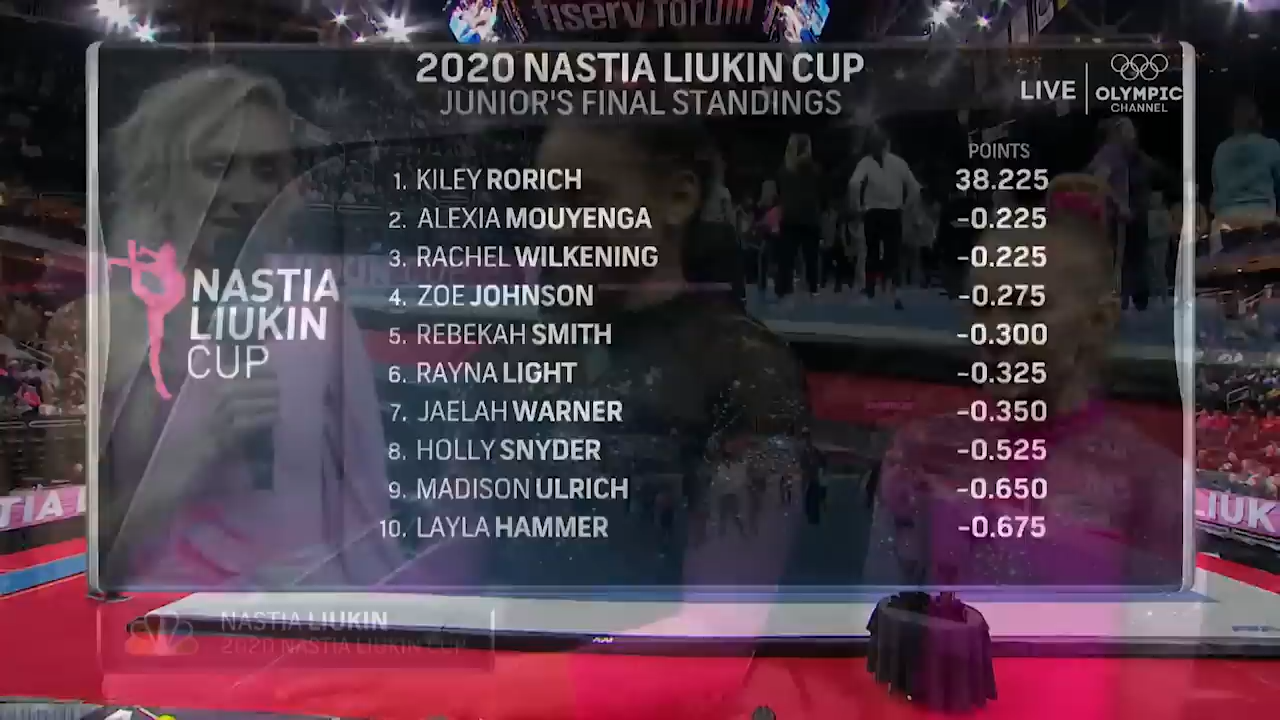 fiserv forum
2020 NASTIA LIUKIN CUP
JUNIOR'S FINAL STANDINGS
LIVE
OLYMPIC
CHANNEL
POINTS
1. KILEY RORICH 38.225
2. ALEXIA MOUYENGA -0.225
3. RACHEL WILKENING -0.225
4. ZOE JOHNSON -0.275
5. REBEKAH SMITH -0.300
6. RAYNA LIGHT -0.325
7. JAELAH WARNER -0.350
8. HOLLY SNYDER -0.525
9. MADISON ULRICH -0.650
10. LAYLA HAMMER -0.675
NASTIA
LIUKIN
CUP
TIA
LIUK
NASTIA LIUKIN
2020 NASTIA LIUKIN CUP